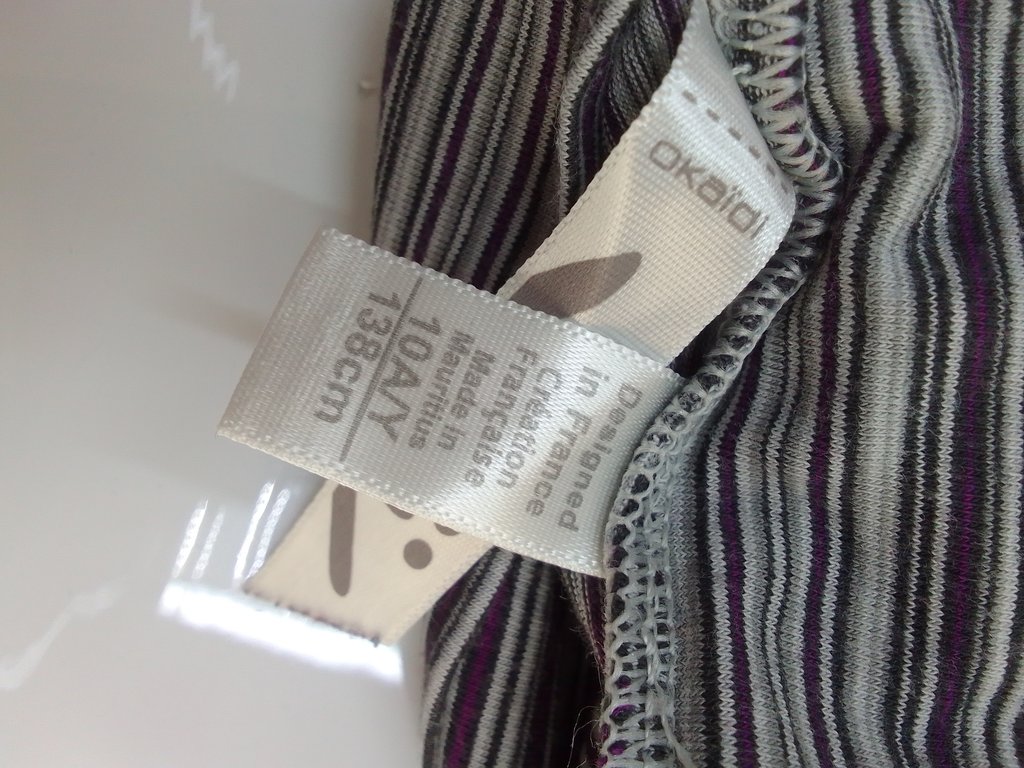 OKAÏDI
Designed
in France
Création
Française
Made in
Mauritius
10A/Y
138cm